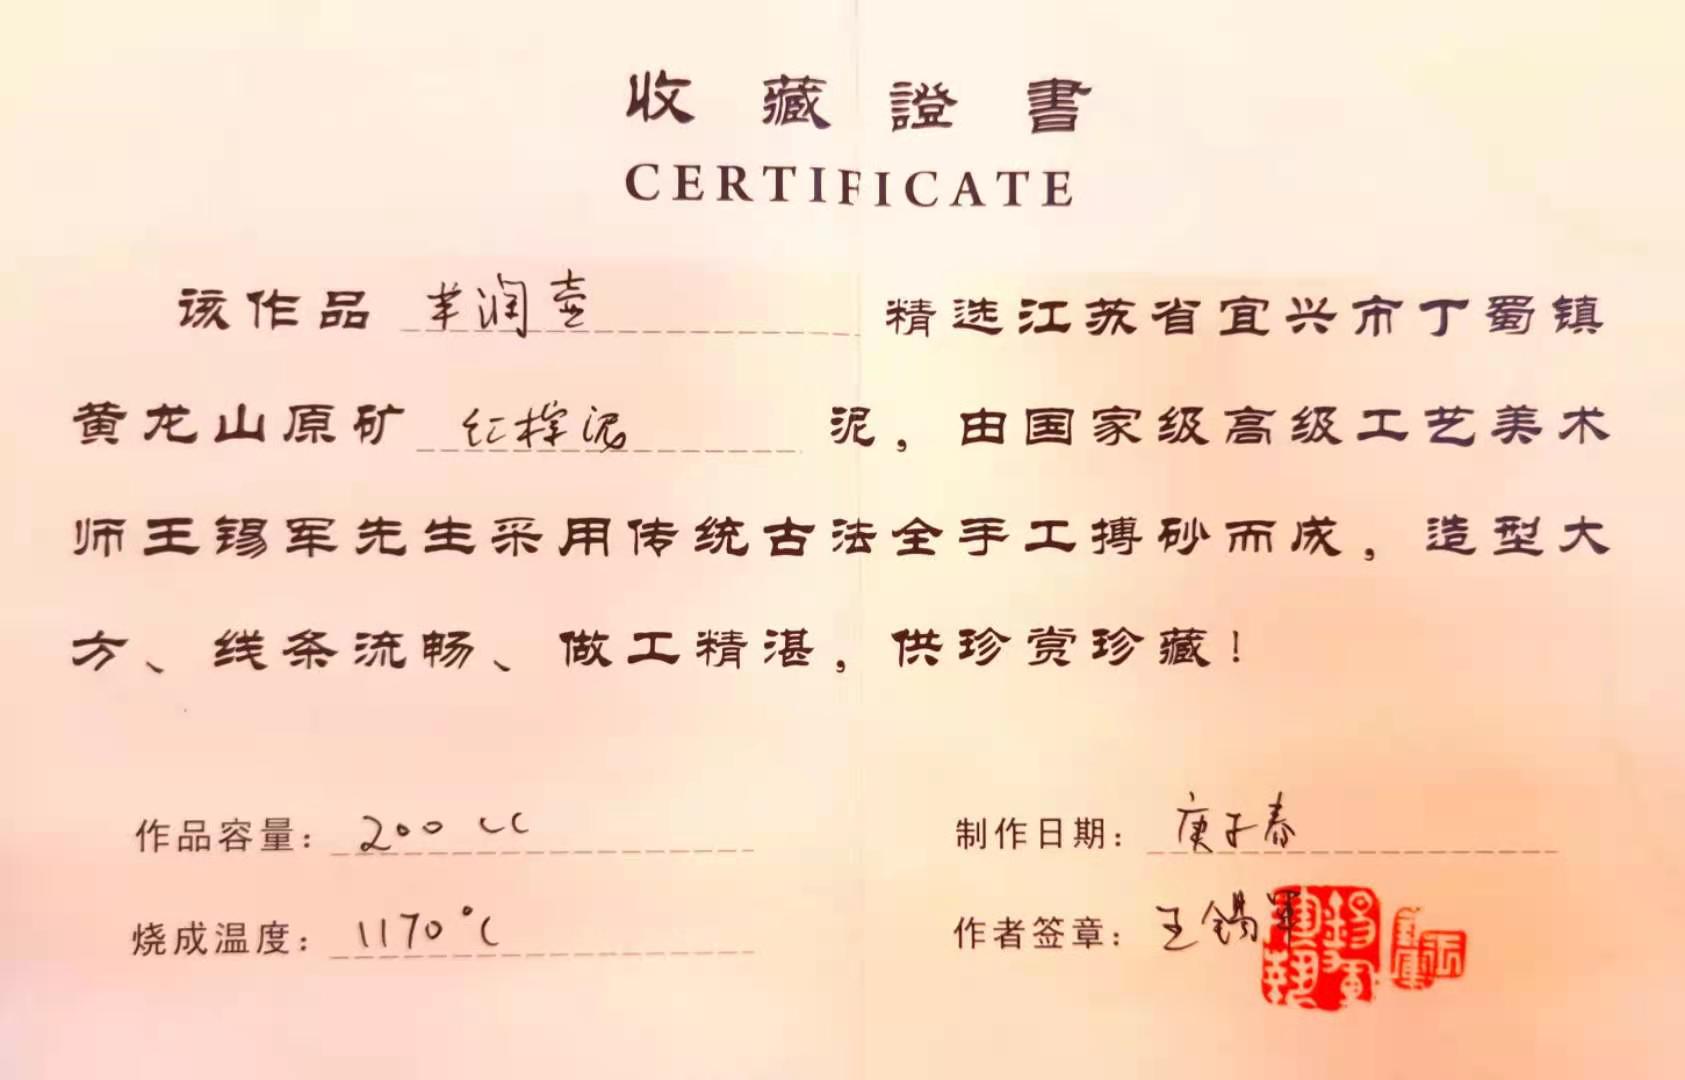 收藏證書
CERTIFICATE
该作品 润壶 精选江苏省宜兴市丁蜀镇
黄龙山原矿 泥，由国家级高级工艺美术
师王锡军先生采用传统古法全手工搏砂而成，造型大
方、线条流畅、做工精湛，供珍赏珍藏！
作品容量：200 cc
制作日期：庚子春
烧成温度：1170°C
作者签章：王锡军